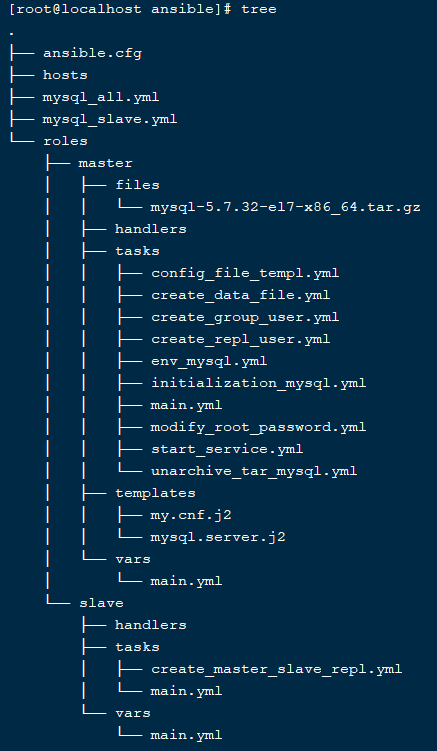 [root@localhost ansible]# tree
.
├── ansible.cfg
├── hosts
├── mysql_all.yml
├── mysql_slave.yml
└── roles
    ├── master
    │   ├── files
    │   │   └── mysql-5.7.32-el7-x86_64.tar.gz
    │   ├── handlers
    │   ├── tasks
    │   │   ├── config_file_templ.yml
    │   │   ├── create_data_file.yml
    │   │   ├── create_group_user.yml
    │   │   ├── create_repl_user.yml
    │   │   ├── env_mysql.yml
    │   │   ├── initialization_mysql.yml
    │   │   ├── main.yml
    │   │   ├── modify_root_password.yml
    │   │   ├── start_service.yml
    │   │   └── unarchive_tar_mysql.yml
    │   ├── templates
    │   │   ├── my.cnf.j2
    │   │   └── mysql.server.j2
    │   └── vars
    │       └── main.yml
    └── slave
        ├── handlers
        ├── tasks
        │   ├── create_master_slave_repl.yml
        │   └── main.yml
        └── vars
            └── main.yml